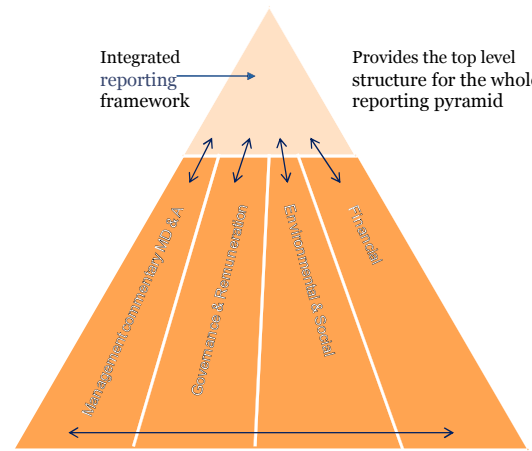 Integrated
reporting
framework
Provides the top level
structure for the whole
reporting pyramid
Management commentary MD & A
Governance & Remuneration
Environmental & Social
Financial